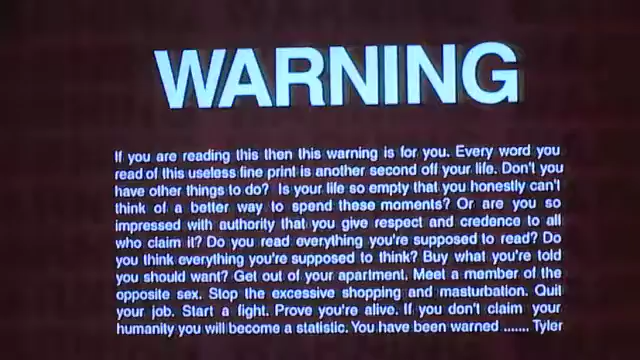 WARNING
If you are reading this then this warning is for you. Every word you
read of this useless fine print is another second off your life. Don't you
have other things to do? Is your life so empty that you honestly can't
think of a better way to spend these moments? Or are you so
impressed with authority that you give respect and credence to all
who claim it? Do you read everything you're supposed to read? Do
you think everything you're supposed to think? Buy what you're told
you should want? Get out of your apartment. Meet a member of the
opposite sex. Stop the excessive shopping and masturbation. Quit
your job. Start a fight. Prove you're alive. If you don't claim your
humanity you will become a statistic. You have been warned ....... Tyler